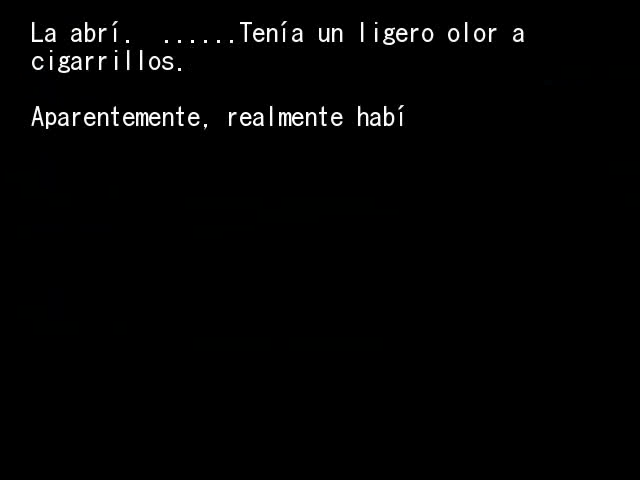 La abrí.  ......Tenía un ligero olor a
cigarrillos.
Aparentemente, realmente habí